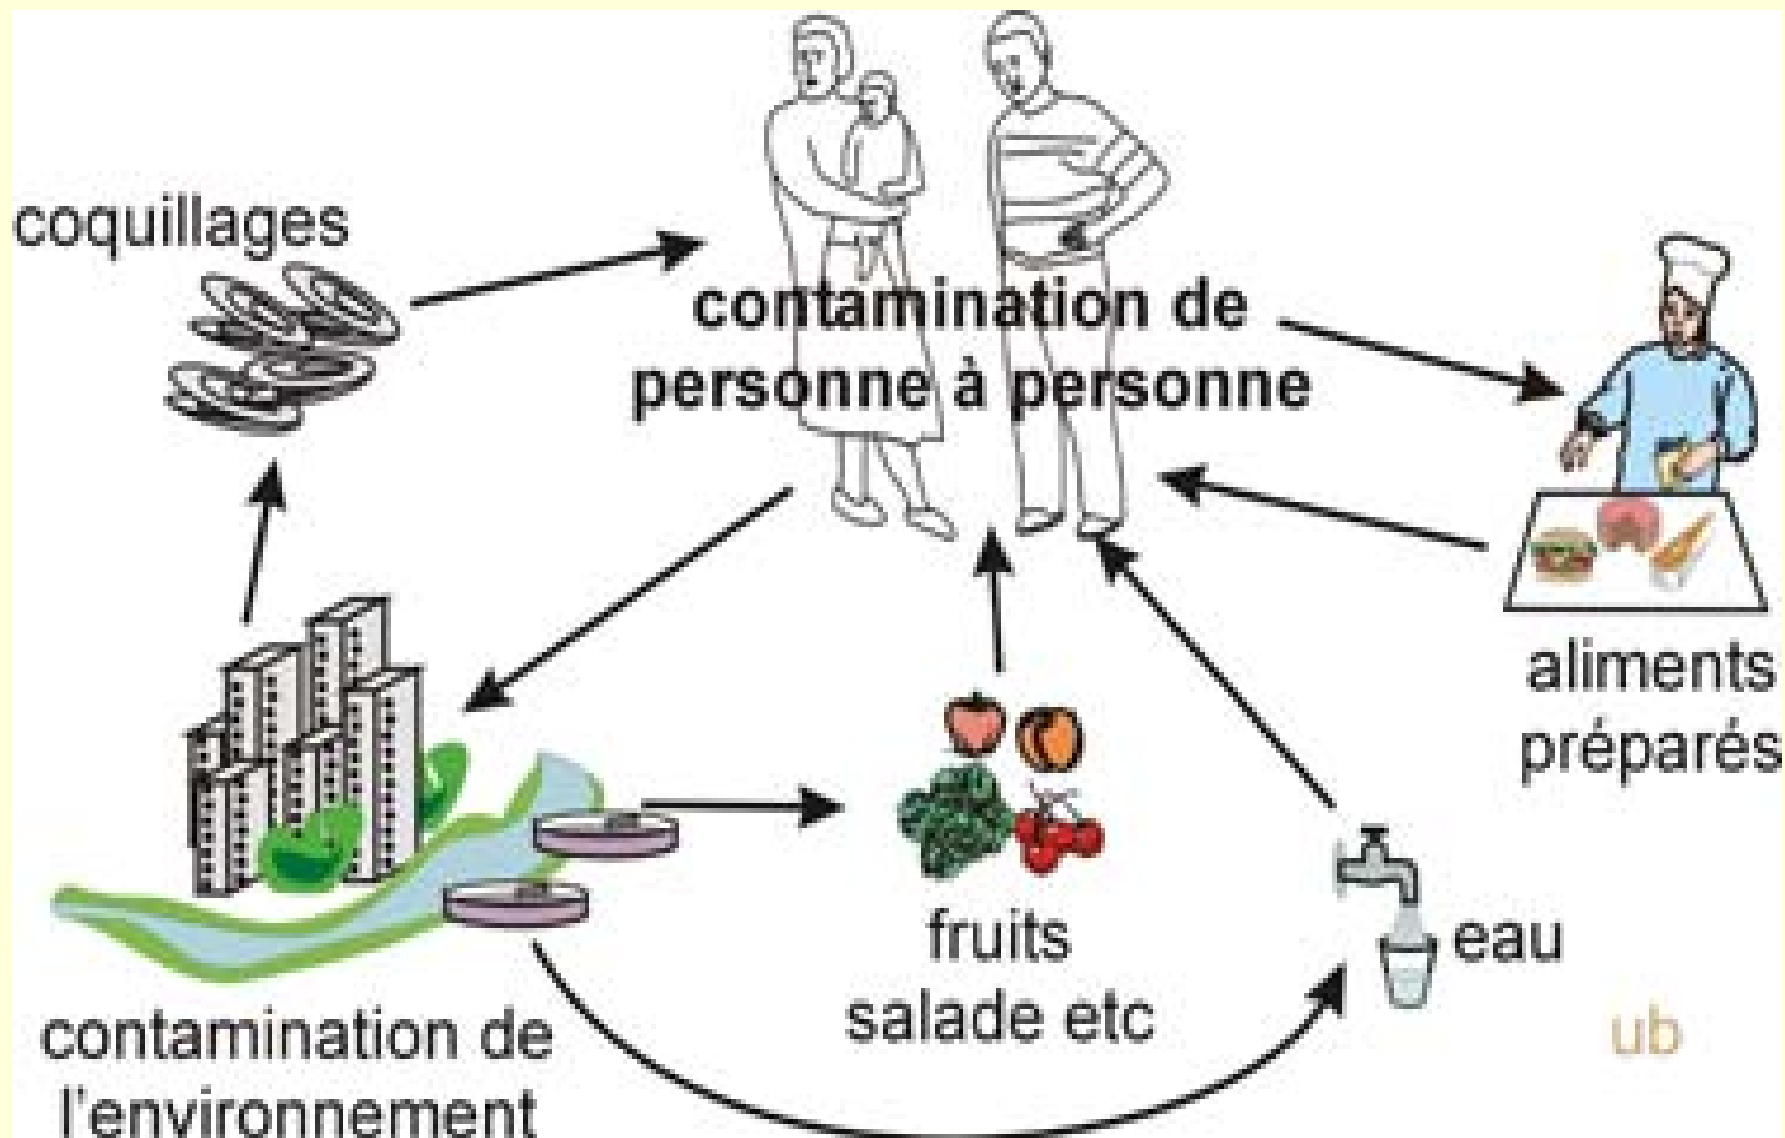 coquillages
contamination de
personne à personne
aliments
préparés
fruits
salade etc
eau
contamination de
l'environnement
ub